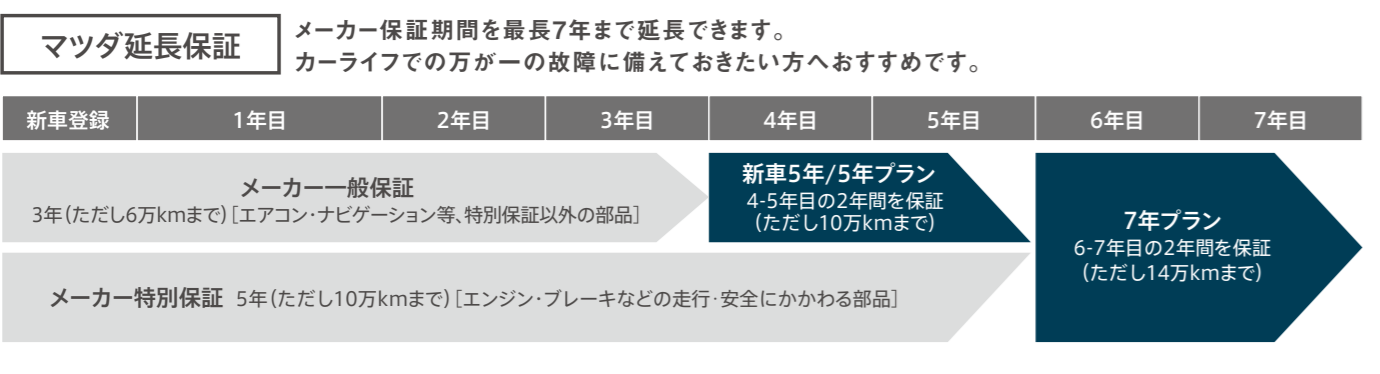 マツダ延長保証
メーカー保証期間を最長7年まで延長できます。
カーライフでの万が一の故障に備えておきたい方へおすすめです。
新車登録 1年目 2年目 3年目 4年目 5年目 6年目 7年目
メーカー一般保証
3年(ただし6万kmまで)[エアコン・ナビゲーション等、特別保証以外の部品]
新車5年/5年プラン
4-5年目の2年間を保証
(ただし10万kmまで)
7年プラン
6-7年目の2年間を保証
(ただし14万kmまで)
メーカー特別保証 5年(ただし10万kmまで)[エンジン・ブレーキなどの走行・安全にかかわる部品]